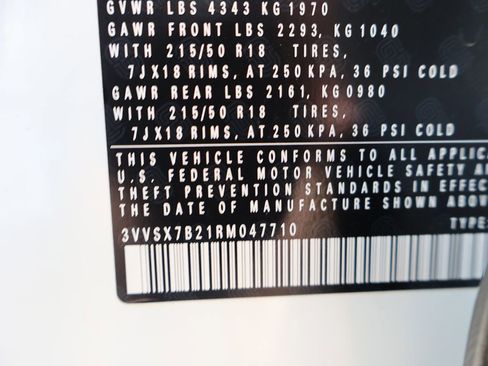 GVWR LBS 4343 KG 1970
GAWR FRONT LBS 2293, KG 1040
WITH 215/50 R18 TIRES,
7JX18 RIMS, AT 250 KPA, 36 PSI COLD
GAWR REAR LBS 2161, KG 0980
WITH 215/50 R18 TIRES,
7JX18 RIMS, AT 250 KPA, 36 PSI COLD
THIS VEHICLE CONFORMS TO ALL APPLIC
U.S. FEDERAL MOTOR VEHICLE SAFETY A
THEFT PREVENTION STANDARDS IN EFFEC
THE DATE OF MANUFACTURE SHOWN ABOV
3VVSX7B21RM047710 TYPE: